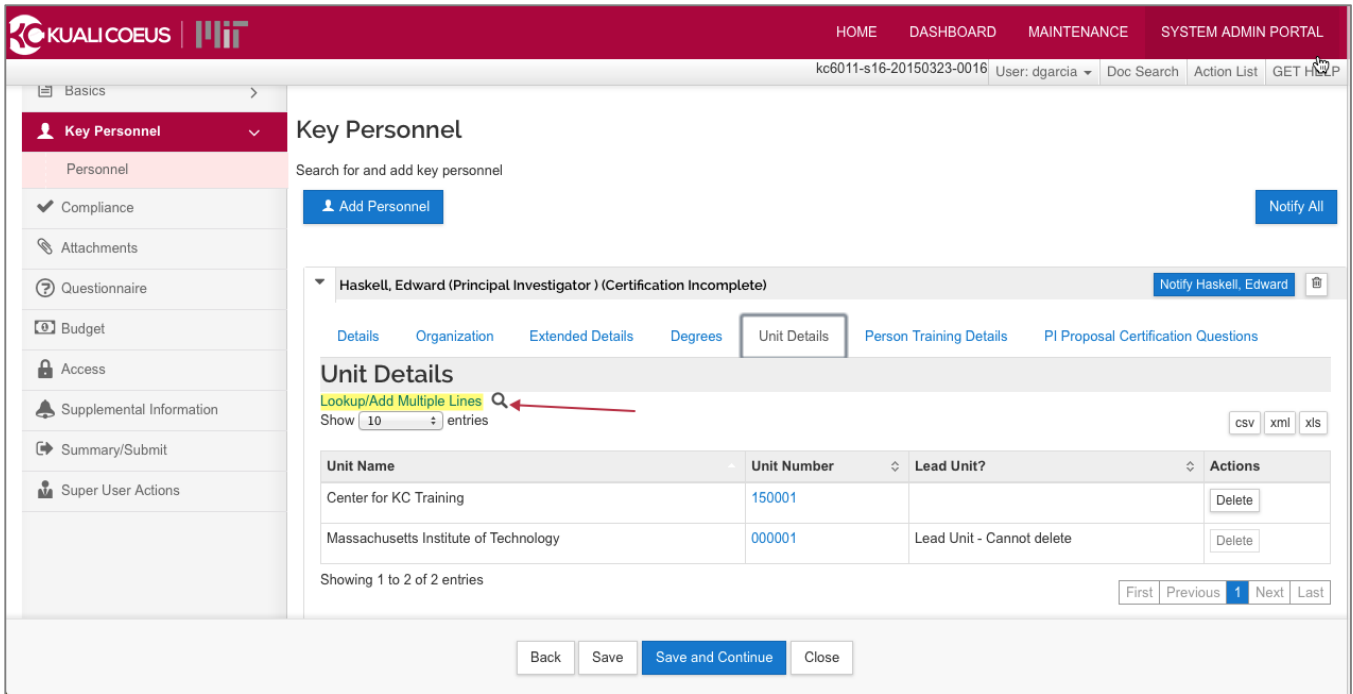 KUALI COEUS | MIT
HOME DASHBOARD MAINTENANCE SYSTEM ADMIN PORTAL
kc6011-s16-20150323-0016 User: dgarcia Doc Search Action List GET HELP
Basics
Key Personnel
Personnel
Compliance
Attachments
Questionnaire
Budget
Access
Supplemental Information
Summary/Submit
Super User Actions
Key Personnel
Search for and add key personnel
Add Personnel Notify All
Haskell, Edward (Principal Investigator ) (Certification Incomplete) Notify Haskell, Edward
Details Organization Extended Details Degrees Unit Details Person Training Details PI Proposal Certification Questions
Unit Details
Lookup/Add Multiple Lines
Show 10 entries csv xml xls
Unit Name Unit Number Lead Unit? Actions
Center for KC Training 150001 Delete
Massachusetts Institute of Technology 000001 Lead Unit - Cannot delete Delete
Showing 1 to 2 of 2 entries
First Previous 1 Next Last
Back Save Save and Continue Close